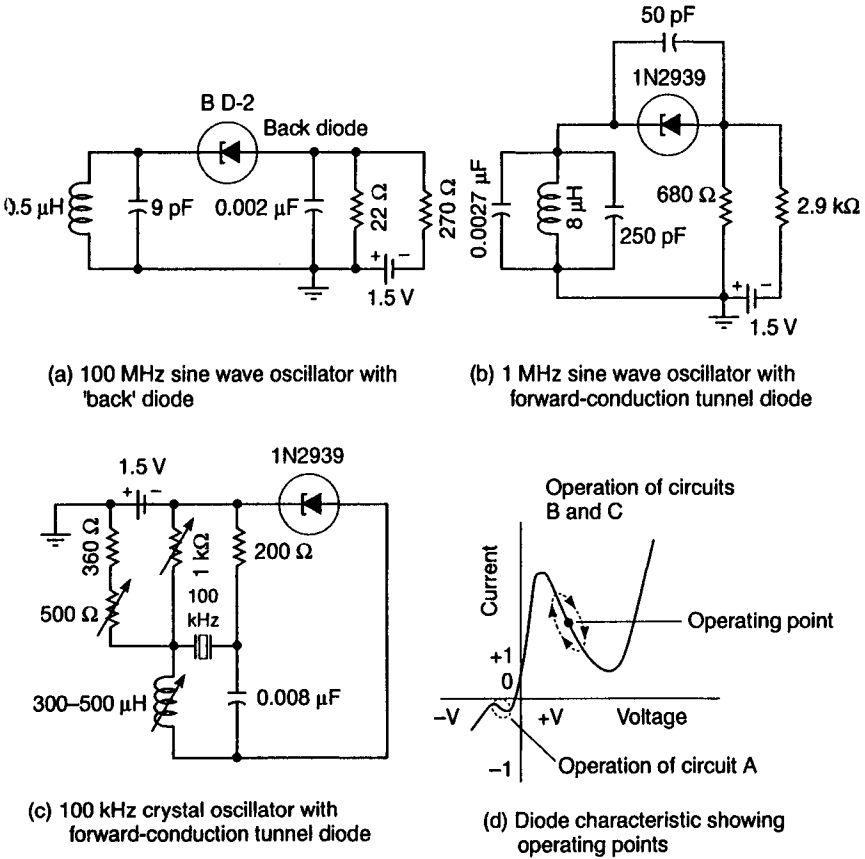 B D-2
Back diode
0.5 µH
9 pF
0.002 µF
22 Ω
270 Ω
+ −
1.5 V
(a) 100 MHz sine wave oscillator with
'back' diode
50 pF
1N2939
0.0027 µF
8 µH
250 pF
680 Ω
2.9 kΩ
+ −
1.5 V
(b) 1 MHz sine wave oscillator with
forward-conduction tunnel diode
1.5 V
+ −
1N2939
360 Ω
1 kΩ
200 Ω
500 Ω
100
kHz
300–500 µH
0.008 µF
(c) 100 kHz crystal oscillator with
forward-conduction tunnel diode
Operation of circuits
B and C
Current
Operating point
+1
0
−V
+V
Voltage
−1
Operation of circuit A
(d) Diode characteristic showing
operating points